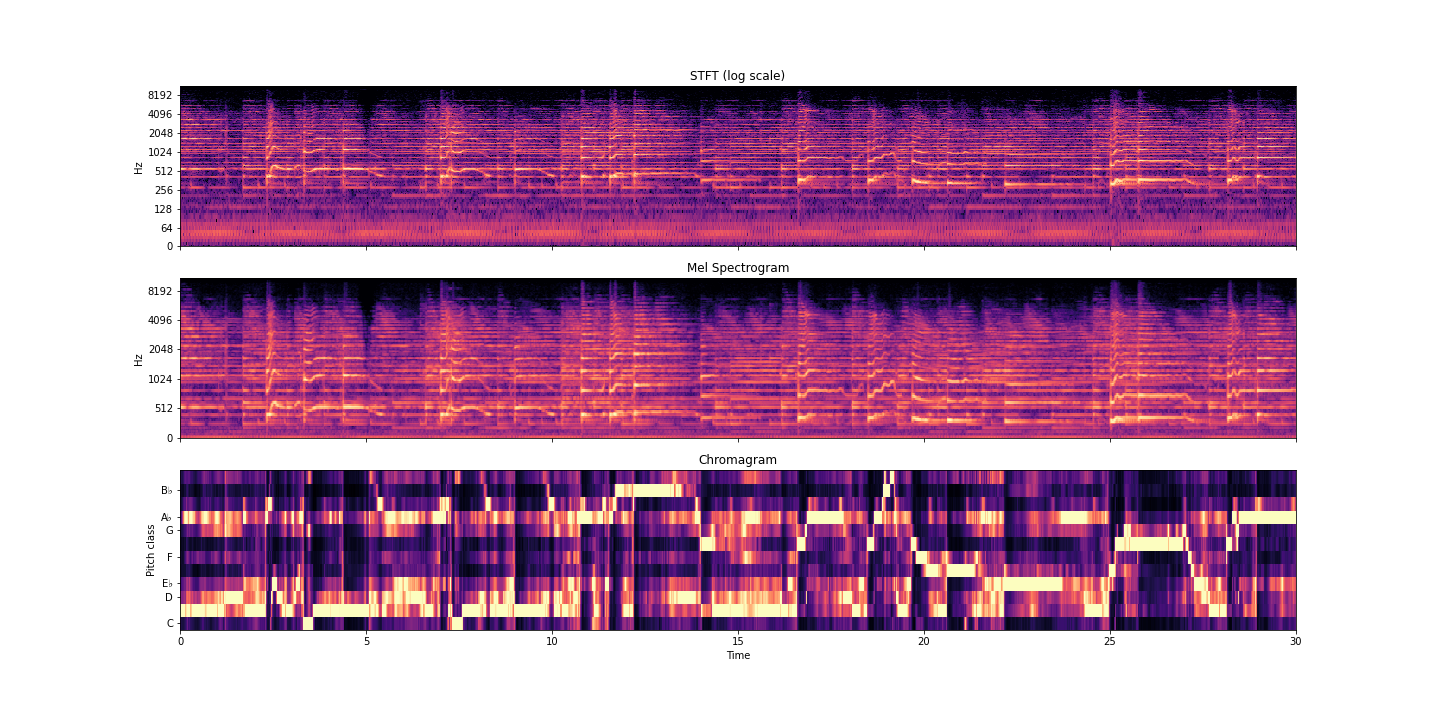 STFT (log scale)
8192
4096
2048
1024
512
256
128
64
0
Hz
Mel Spectrogram
8192
4096
2048
1024
512
0
Hz
Chromagram
B♭
A♭
G
F
E♭
D
C
Pitch class
0 5 10 15 20 25 30
Time